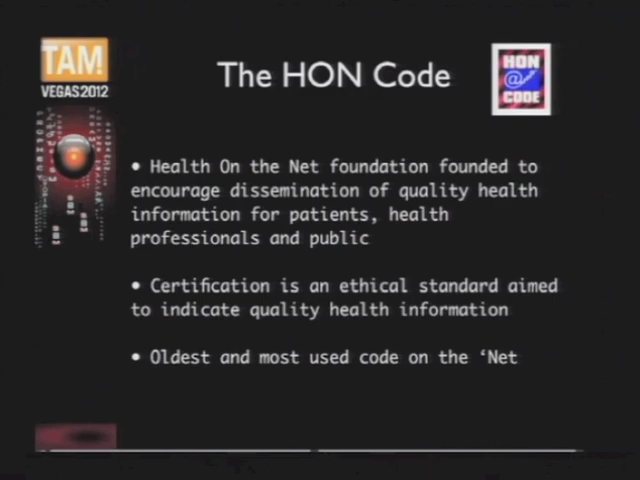 TAM!
VEGAS2012
The HON Code
HON
@
CODE
• Health On the Net foundation founded to
encourage dissemination of quality health
information for patients, health
professionals and public
• Certification is an ethical standard aimed
to indicate quality health information
• Oldest and most used code on the ‘Net